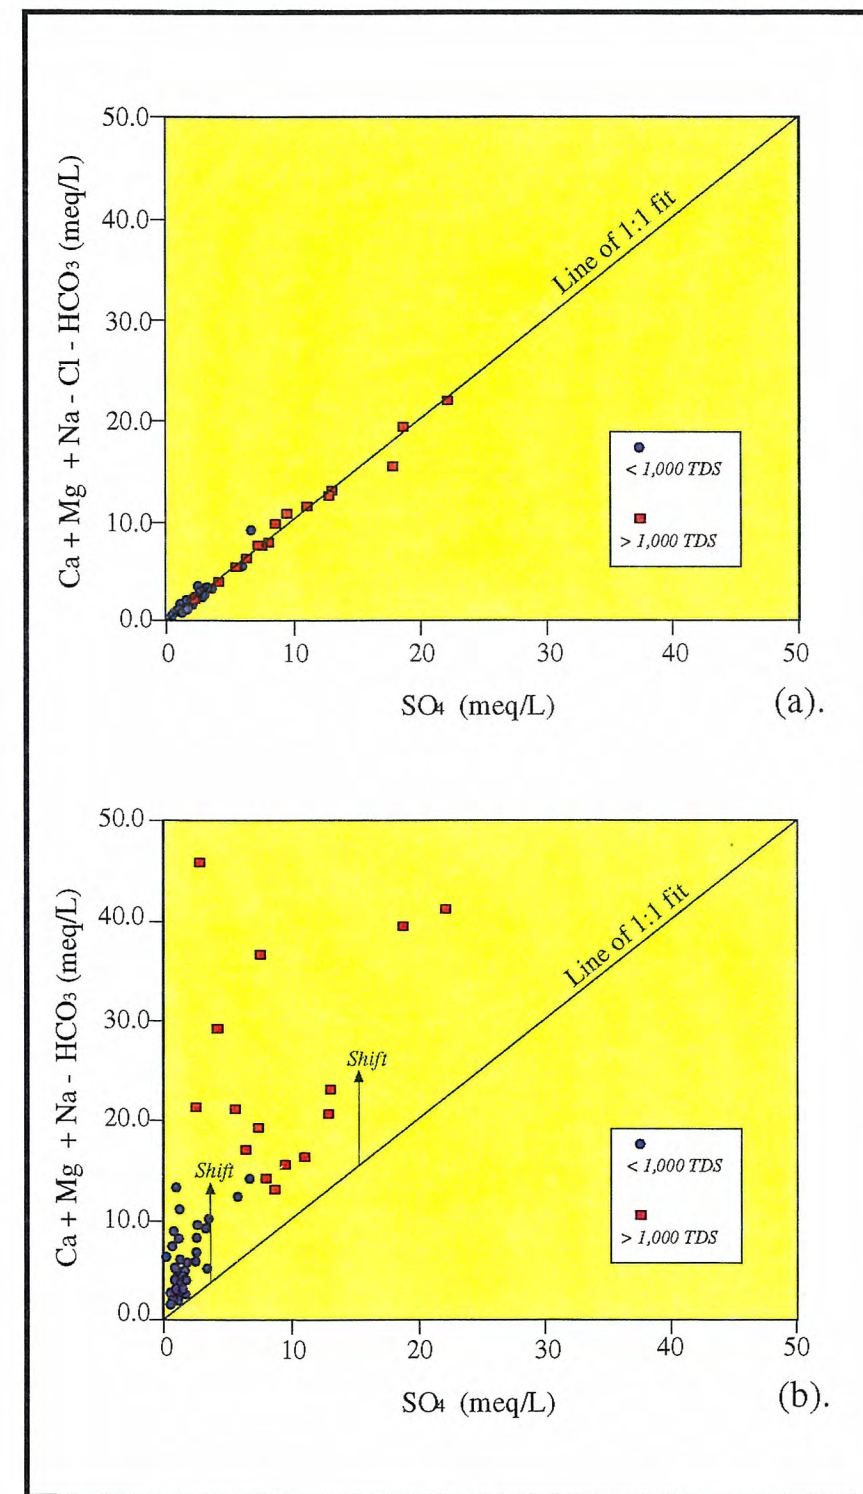 50.0
40.0
30.0
20.0
10.0
0.0
Ca + Mg + Na - Cl - HCO3 (meq/L)
Line of 1:1 fit
< 1,000 TDS
> 1,000 TDS
0 10 20 30 40 50
SO4 (meq/L)
(a).
50.0
40.0
30.0
20.0
10.0
0.0
Ca + Mg + Na - HCO3 (meq/L)
Line of 1:1 fit
Shift
Shift
< 1,000 TDS
> 1,000 TDS
0 10 20 30 40 50
SO4 (meq/L)
(b).